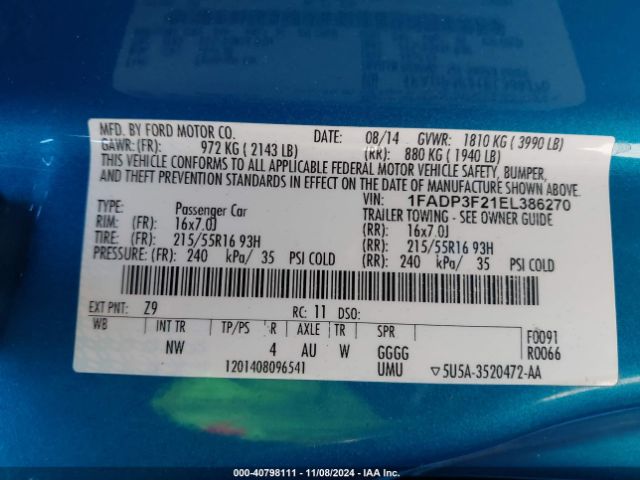 MFD. BY FORD MOTOR CO. DATE: 08/14 GVWR: 1810 KG ( 3990 LB)
GAWR: (FR): 972 KG ( 2143 LB) (RR): 880 KG ( 1940 LB)
THIS VEHICLE CONFORMS TO ALL APPLICABLE FEDERAL MOTOR VEHICLE SAFETY, BUMPER,
AND THEFT PREVENTION STANDARDS IN EFFECT ON THE DATE OF MANUFACTURE SHOWN ABOVE.
VIN: 1FADP3F21EL386270
TYPE: Passenger Car TRAILER TOWING - SEE OWNER GUIDE
RIM: (FR): 16x7.0J (RR): 16x7.0J
TIRE: (FR): 215/55R16 93H (RR): 215/55R16 93H
PRESSURE: (FR): 240 kPa/ 35 PSI COLD (RR): 240 kPa/ 35 PSI COLD
EXT PNT: Z9 RC: 11 DSO:
WB INT TR TP/PS R AXLE TR SPR F0091
NW 4 AU W GGGG R0066
1201408096541 UMU ▽5U5A-3520472-AA
000-40798111 - 11/08/2024 - IAA Inc.